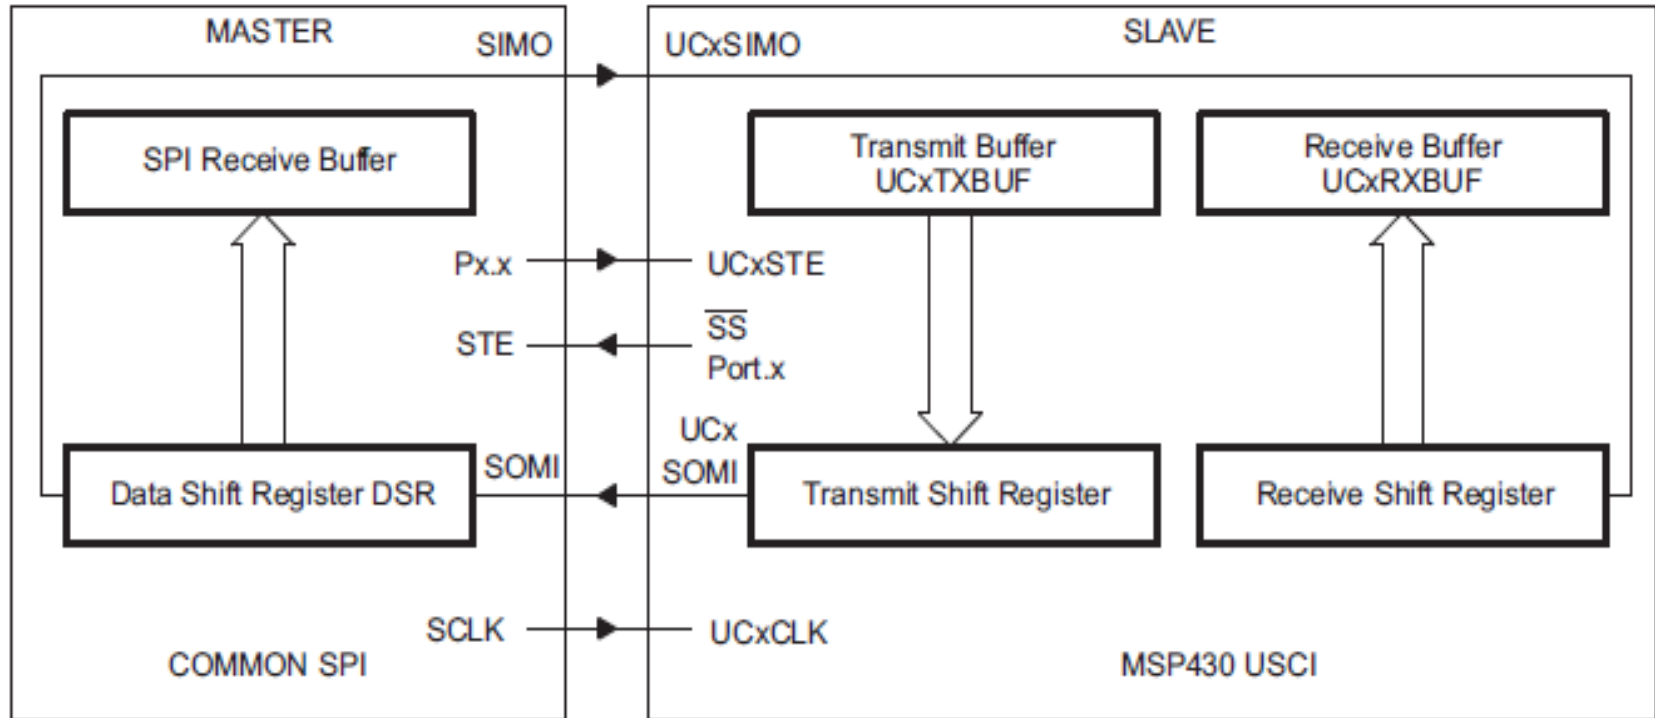 MASTER
SIMO
UCxSIMO
SLAVE
SPI Receive Buffer
Transmit Buffer
UCxTXBUF
Receive Buffer
UCxRXBUF
Px.x
UCxSTE
STE
SS
Port.x
UCx
SOMI
SOMI
Data Shift Register DSR
Transmit Shift Register
Receive Shift Register
SCLK
UCxCLK
COMMON SPI
MSP430 USCI